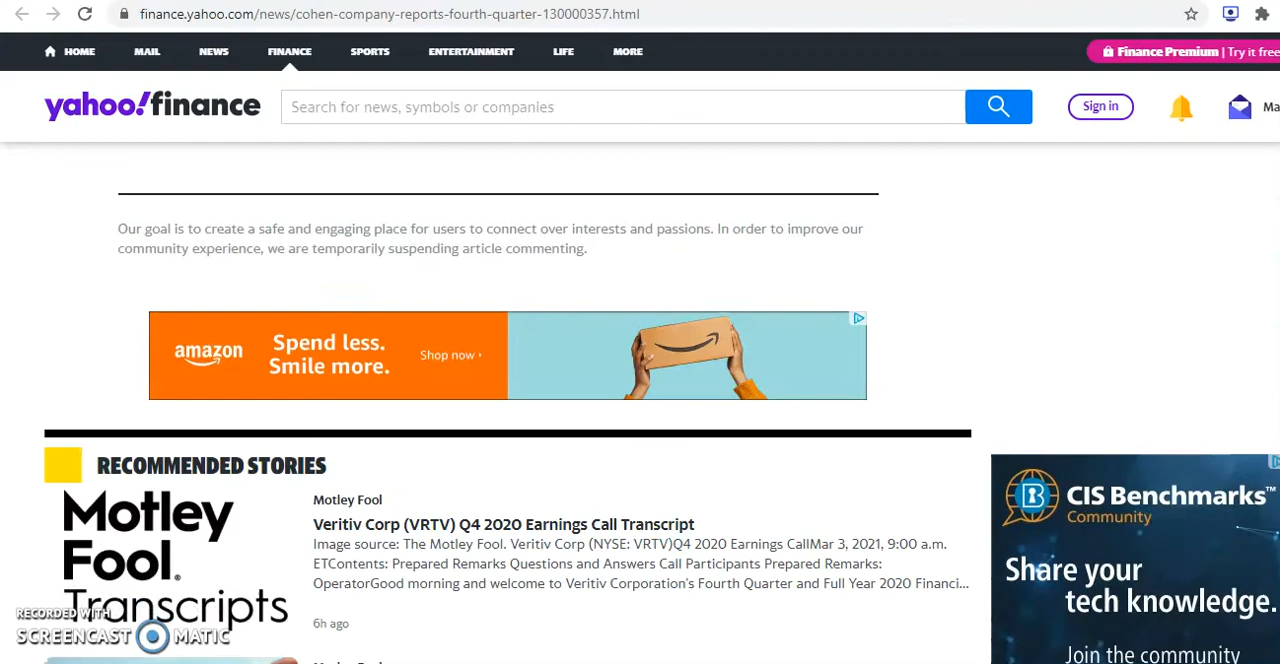 finance.yahoo.com/news/cohen-company-reports-fourth-quarter-130000357.html
HOME MAIL NEWS FINANCE SPORTS ENTERTAINMENT LIFE MORE
Finance Premium | Try it free
yahoo!finance
Search for news, symbols or companies
Sign in
Ma
Our goal is to create a safe and engaging place for users to connect over interests and passions. In order to improve our
community experience, we are temporarily suspending article commenting.
amazon
Spend less.
Smile more.
Shop now
RECOMMENDED STORIES
Motley
Fool
Transcripts
Motley Fool
Veritiv Corp (VRTV) Q4 2020 Earnings Call Transcript
Image source: The Motley Fool. Veritiv Corp (NYSE: VRTV)Q4 2020 Earnings CallMar 3, 2021, 9:00 a.m.
ETContents: Prepared Remarks Questions and Answers Call Participants Prepared Remarks:
OperatorGood morning and welcome to Veritiv Corporation's Fourth Quarter and Full Year 2020 Financi...
6h ago
CIS Benchmarks™
Community
Share your
tech knowledge.
Join the community
RECORDED WITH
SCREENCAST MATIC